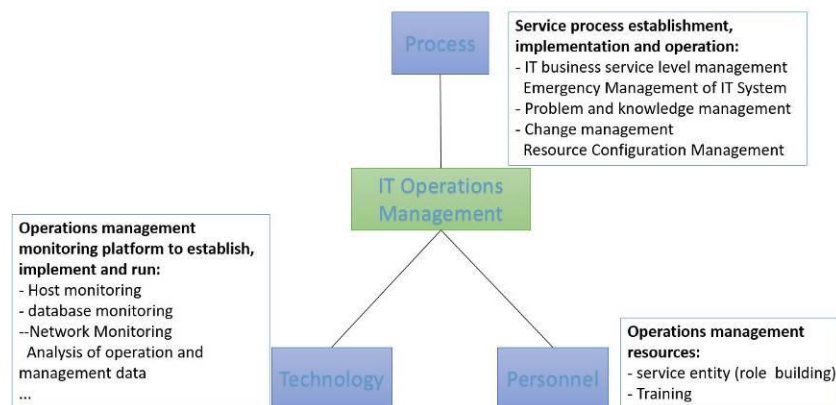 Process
Service process establishment,
implementation and operation:
- IT business service level management
Emergency Management of IT System
- Problem and knowledge management
- Change management
Resource Configuration Management
IT Operations
Management
Operations management
monitoring platform to establish,
implement and run:
- Host monitoring
- database monitoring
--Network Monitoring
Analysis of operation and
management data
...
Technology
Personnel
Operations management
resources:
- service entity (role building)
- Training